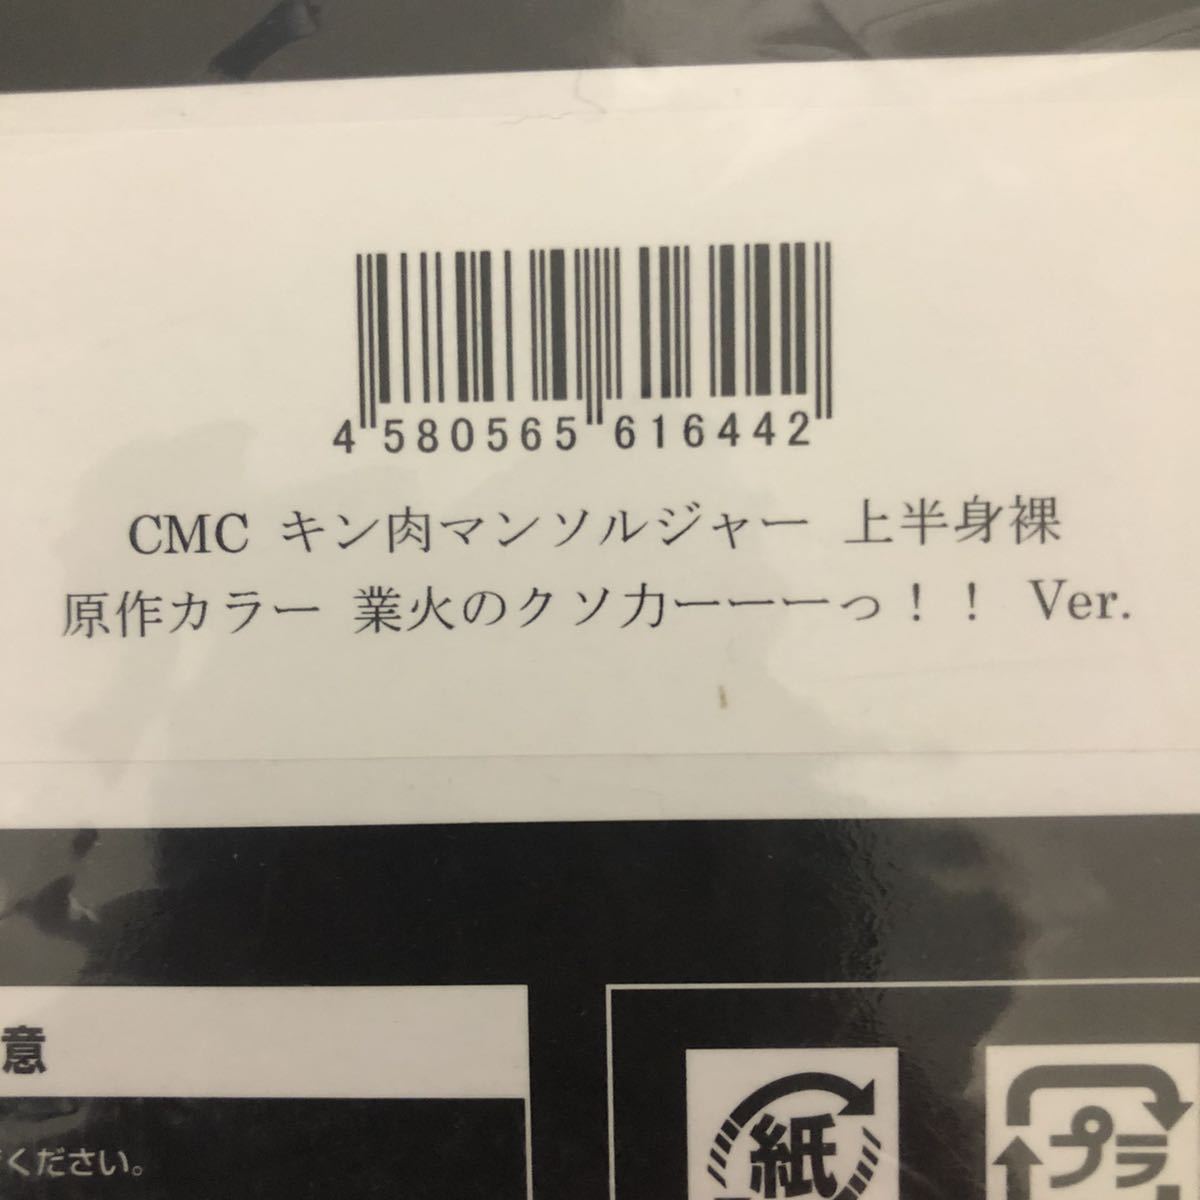 4 580565 616442
CMC キン肉マンソルジャー 上半身裸
原作カラー 業火のクソ力ーーーっ！！ Ver.
意
ください。
紙
プラ